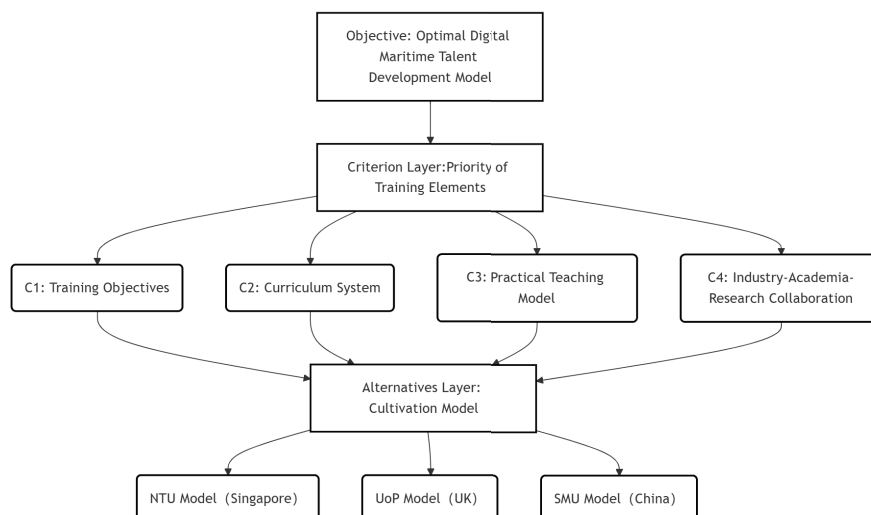 Objective: Optimal Digital
Maritime Talent
Development Model
Criterion Layer:Priority of
Training Elements
C1: Training Objectives
C2: Curriculum System
C3: Practical Teaching
Model
C4: Industry-Academia-
Research Collaboration
Alternatives Layer:
Cultivation Model
NTU Model（Singapore）
UoP Model（UK）
SMU Model（China）